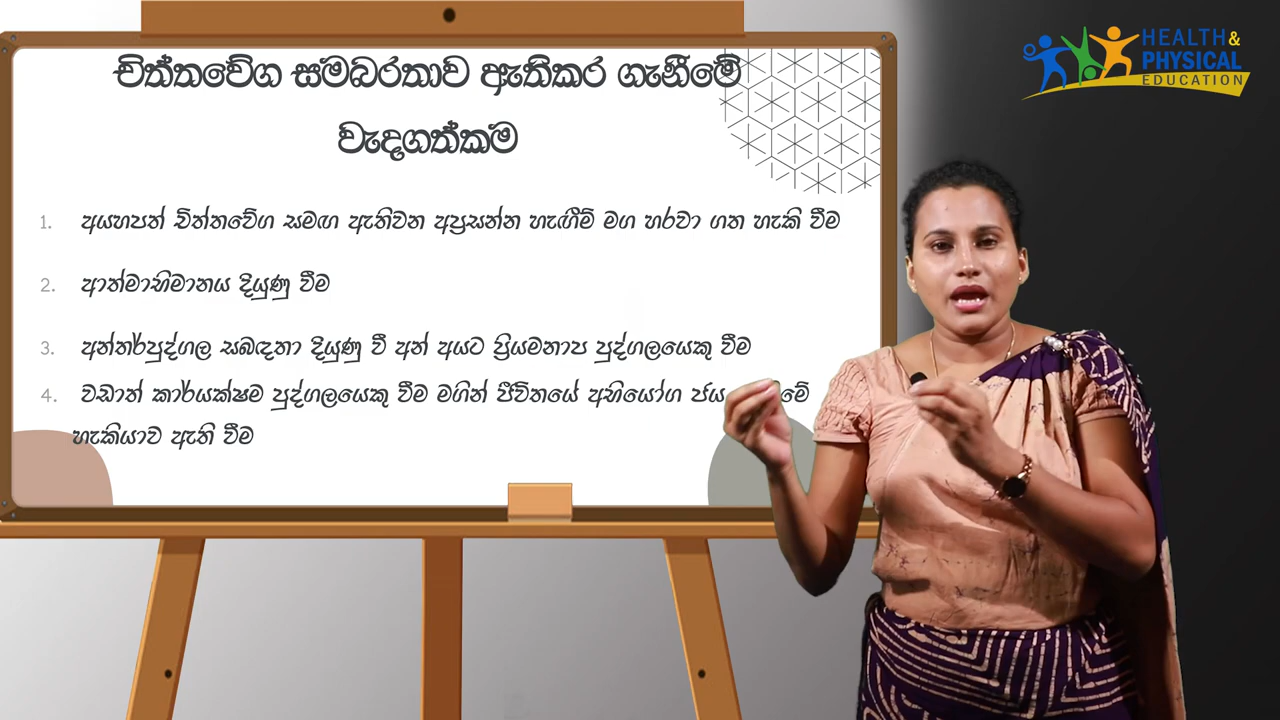 චිත්තවේග සමබරතාව ඇතිකර ගැනීමේ
වැදගත්කම
1. අයහපත් චිත්තවේග සමඟ ඇතිවන අප්‍රසන්න හැඟීම් මඟ හරවා ගත හැකි වීම
2. ආත්මාභිමානය දියුණු වීම
3. අන්තර්පුද්ගල සබඳතා දියුණු වී අන් අයට ප්‍රියමනාප පුද්ගලයෙකු වීම
4. වඩාත් කාර්යක්ෂම පුද්ගලයෙකු වීම මගින් ජීවිතයේ අභියෝග ජය
හැකියාව ඇති වීම
HEALTH &
PHYSICAL
EDUCATION